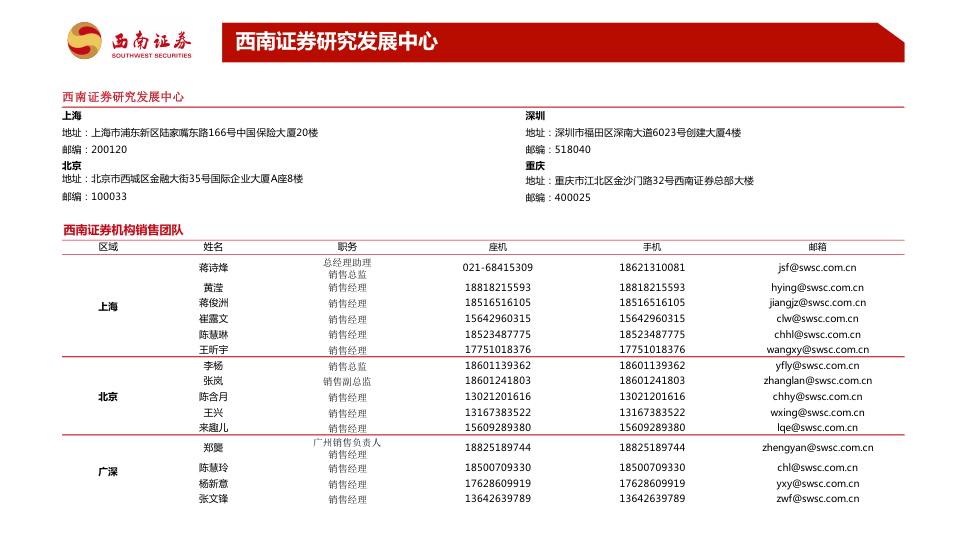 西南证券
SOUTHWEST SECURITIES
西南证券研究发展中心
西南证券研究发展中心
上海
地址：上海市浦东新区陆家嘴东路166号中国保险大厦20楼
邮编：200120
北京
地址：北京市西城区金融大街35号国际企业大厦A座8楼
邮编：100033
深圳
地址：深圳市福田区深南大道6023号创建大厦4楼
邮编：518040
重庆
地址：重庆市江北区金沙门路32号西南证券总部大楼
邮编：400025
西南证券机构销售团队
区域 姓名 职务 座机 手机 邮箱
上海
蒋诗烽 总经理助理 销售总监 021-68415309 18621310081 jsf@swsc.com.cn
黄滢 销售经理 18818215593 18818215593 hying@swsc.com.cn
蒋俊洲 销售经理 18516516105 18516516105 jiangjz@swsc.com.cn
崔露文 销售经理 15642960315 15642960315 clw@swsc.com.cn
陈慧琳 销售经理 18523487775 18523487775 chhl@swsc.com.cn
王昕宇 销售经理 17751018376 17751018376 wangxy@swsc.com.cn
北京
李杨 销售总监 18601139362 18601139362 yfly@swsc.com.cn
张岚 销售副总监 18601241803 18601241803 zhanglan@swsc.com.cn
陈含月 销售经理 13021201616 13021201616 chhy@swsc.com.cn
王兴 销售经理 13167383522 13167383522 wxing@swsc.com.cn
来趣儿 销售经理 15609289380 15609289380 lqe@swsc.com.cn
广深
郑龑 广州销售负责人 销售经理 18825189744 18825189744 zhengyan@swsc.com.cn
陈慧玲 销售经理 18500709330 18500709330 chl@swsc.com.cn
杨新意 销售经理 17628609919 17628609919 yxy@swsc.com.cn
张文锋 销售经理 13642639789 13642639789 zwf@swsc.com.cn